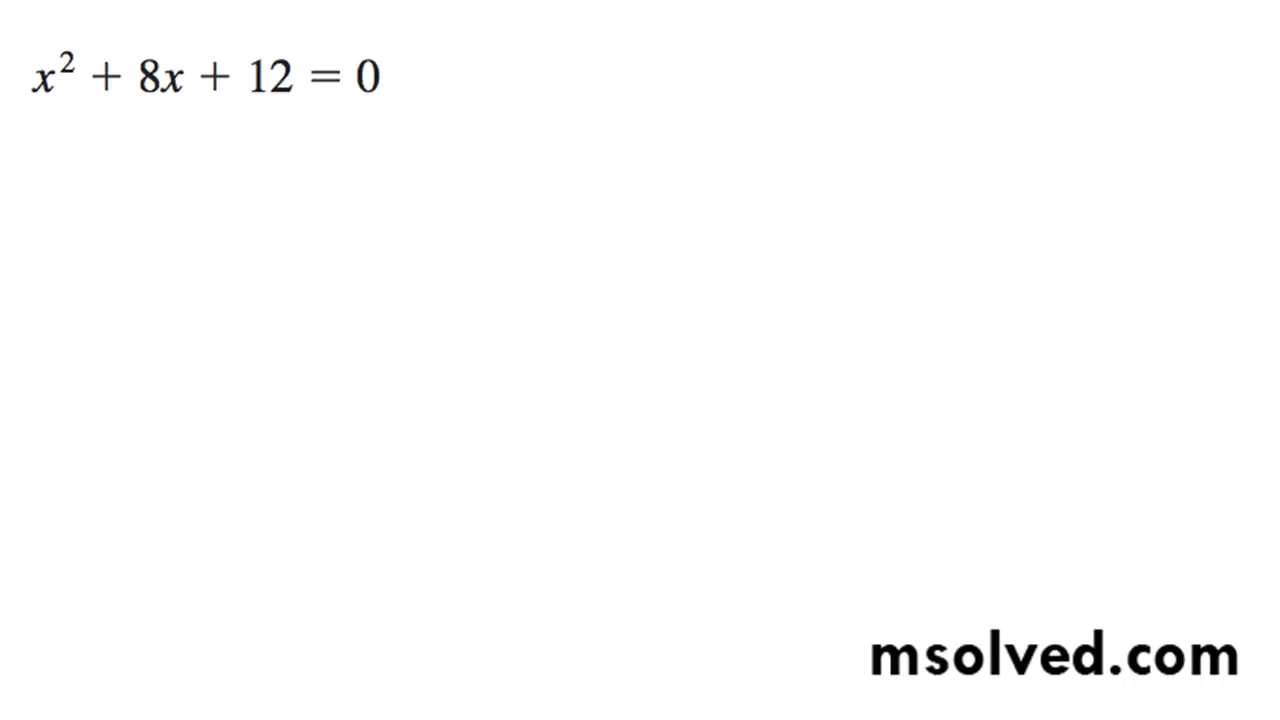 x² + 8x + 12 = 0
msolved.com